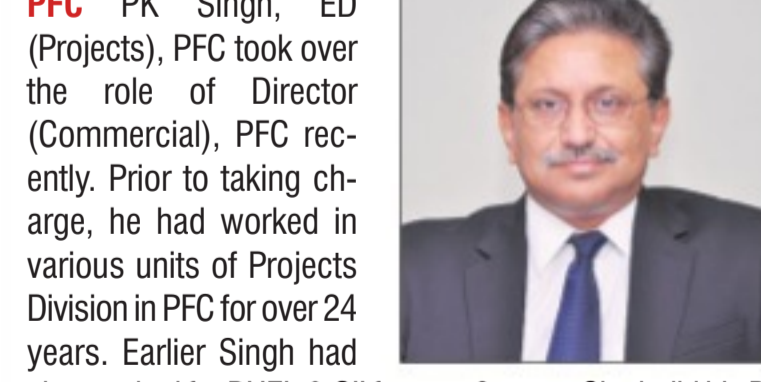 PFC PK Singh, ED
(Projects), PFC took over
the role of Director
(Commercial), PFC rec-
ently. Prior to taking ch-
arge, he had worked in
various units of Projects
Division in PFC for over 24
years. Earlier Singh had